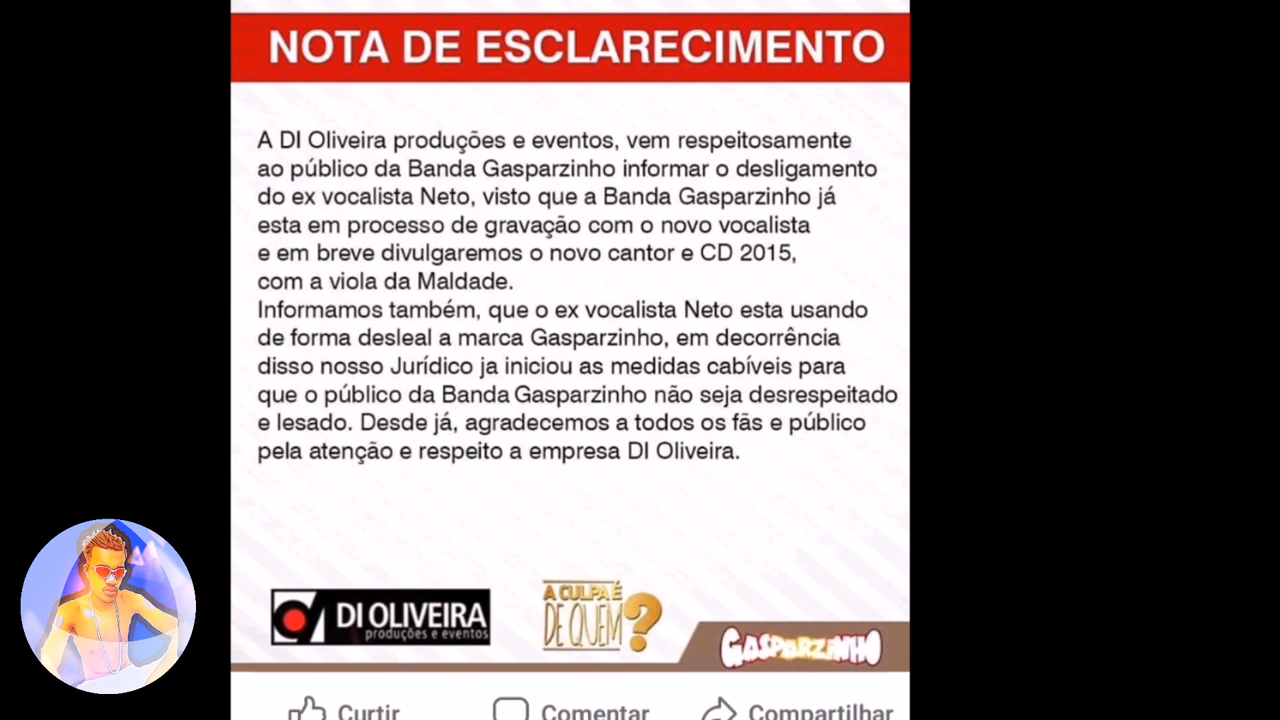 NOTA DE ESCLARECIMENTO
A DI Oliveira produções e eventos, vem respeitosamente
ao público da Banda Gasparzinho informar o desligamento
do ex vocalista Neto, visto que a Banda Gasparzinho já
esta em processo de gravação com o novo vocalista
e em breve divulgaremos o novo cantor e CD 2015,
com a viola da Maldade.
Informamos também, que o ex vocalista Neto esta usando
de forma desleal a marca Gasparzinho, em decorrência
disso nosso Jurídico ja iniciou as medidas cabíveis para
que o público da Banda Gasparzinho não seja desrespeitado
e lesado. Desde já, agradecemos a todos os fãs e público
pela atenção e respeito a empresa DI Oliveira.
DI OLIVEIRA
produções e eventos
A CULPA É
DE QUEM?
GASPARZINHO
Curtir Comentar Compartilhar